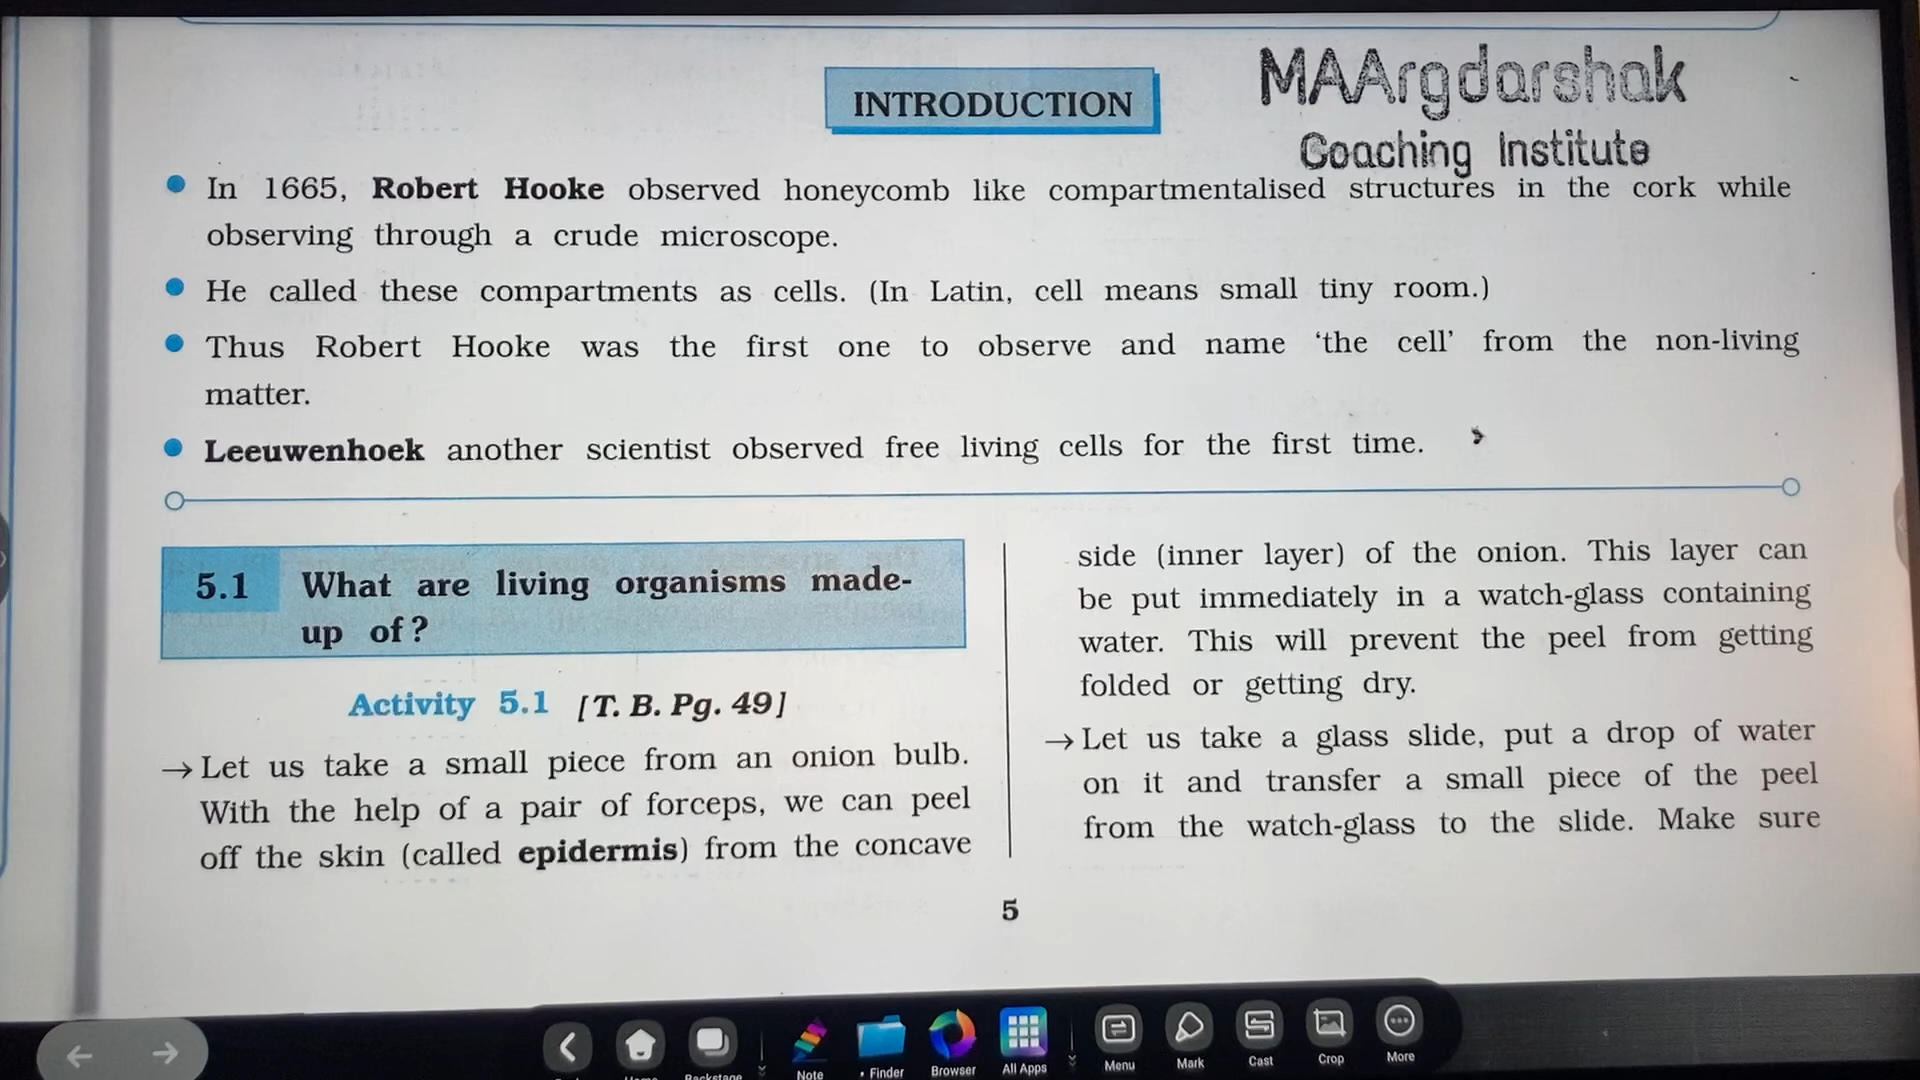 INTRODUCTION
MAArgdarshak
Coaching Institute
• In 1665, Robert Hooke observed honeycomb like compartmentalised structures in the cork while
observing through a crude microscope.
• He called these compartments as cells. (In Latin, cell means small tiny room.)
• Thus Robert Hooke was the first one to observe and name ‘the cell’ from the non-living
matter.
• Leeuwenhoek another scientist observed free living cells for the first time.
5.1 What are living organisms made-
up of?
Activity 5.1 [T. B. Pg. 49]
→ Let us take a small piece from an onion bulb.
With the help of a pair of forceps, we can peel
off the skin (called epidermis) from the concave
side (inner layer) of the onion. This layer can
be put immediately in a watch-glass containing
water. This will prevent the peel from getting
folded or getting dry.
→ Let us take a glass slide, put a drop of water
on it and transfer a small piece of the peel
from the watch-glass to the slide. Make sure
5
Note
Finder
Browser
All Apps
Menu
Mark
Cast
Crop
More